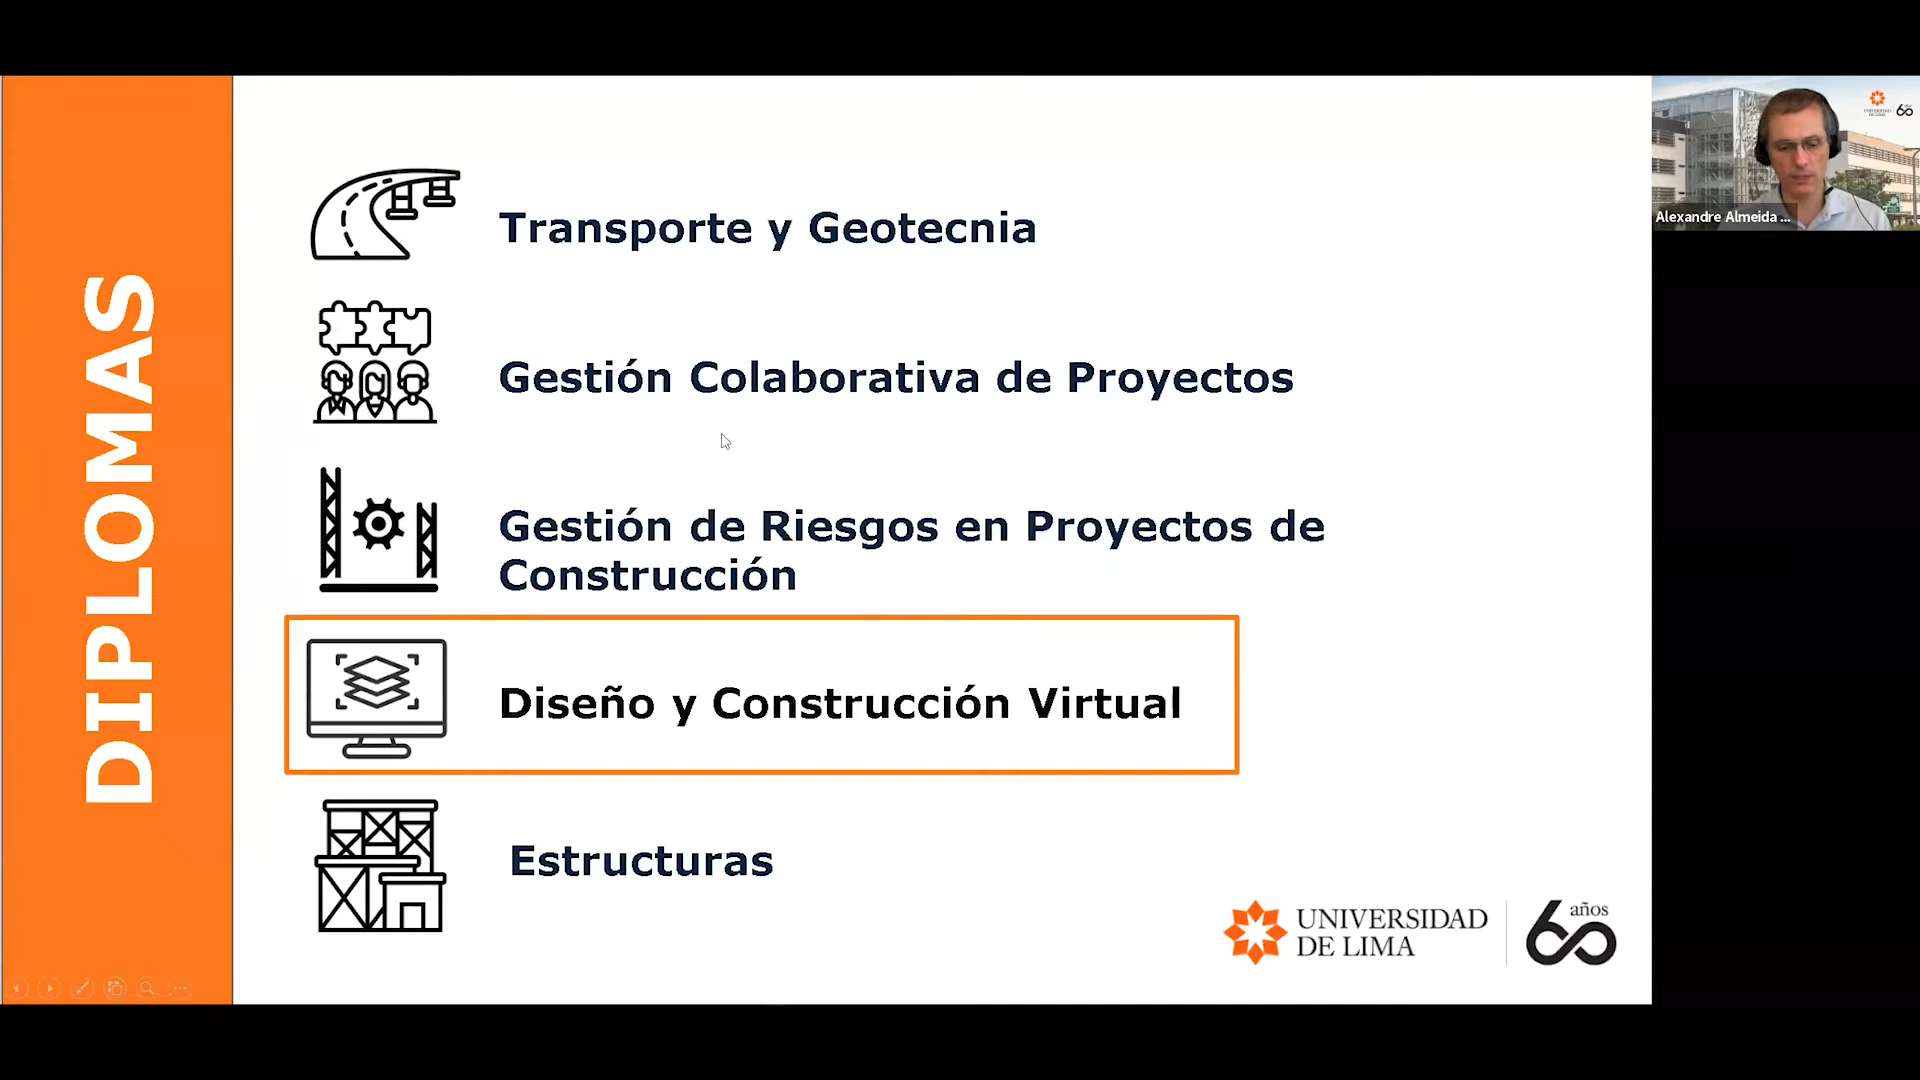 DIPLOMAS
Transporte y Geotecnia
Gestión Colaborativa de Proyectos
Gestión de Riesgos en Proyectos de
Construcción
Diseño y Construcción Virtual
Estructuras
UNIVERSIDAD
DE LIMA
60 años
Alexandre Almeida ...
60